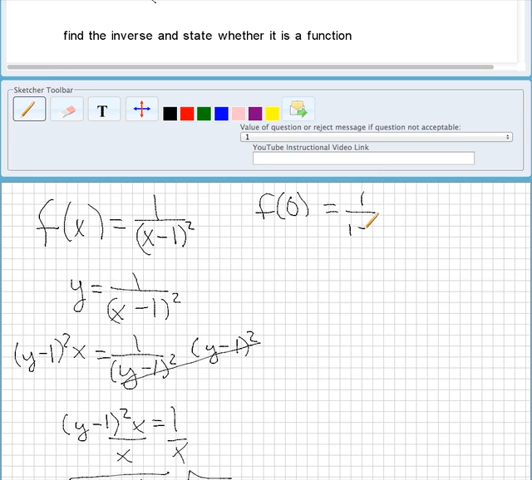 find the inverse and state whether it is a function
Sketcher Toolbar
T
Value of question or reject message if question not acceptable:
1
YouTube Instructional Video Link
f(x) = 1/(x-1)²
f(0) = 1/1
y = 1/(x-1)²
(y-1)²x = 1/(y-1)² (y-1)²
(y-1)²x/x = 1/x